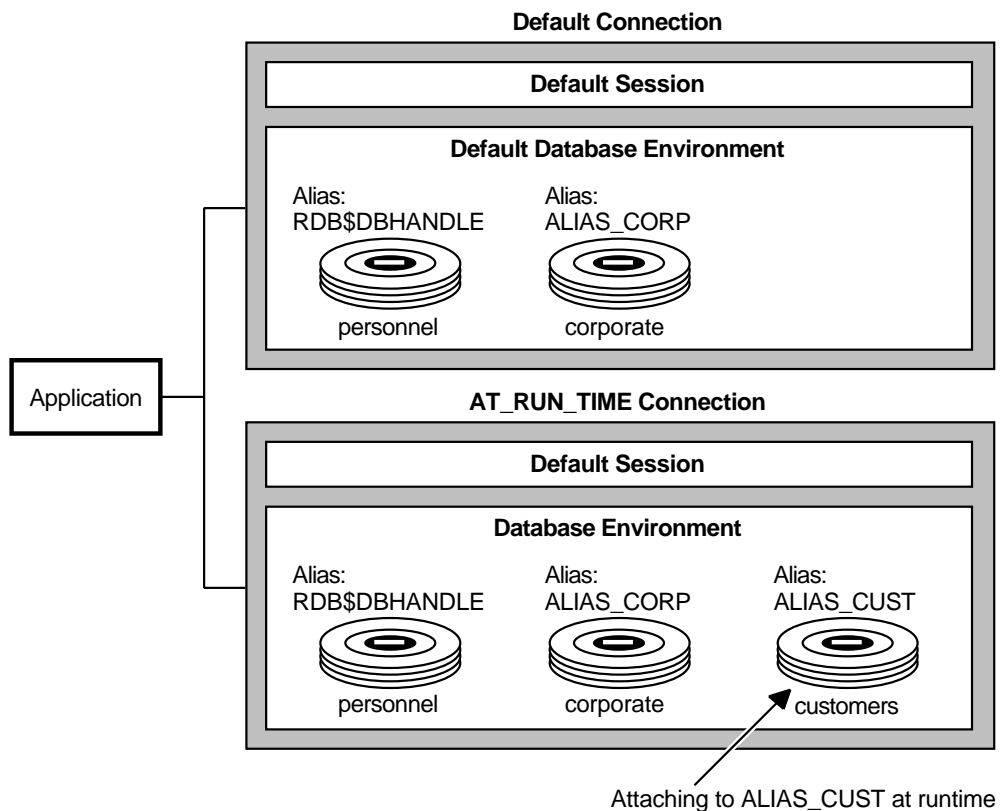 Default Connection
Default Session
Default Database Environment
Alias:
RDB$DBHANDLE
personnel
Alias:
ALIAS_CORP
corporate
Application
AT_RUN_TIME Connection
Default Session
Database Environment
Alias:
RDB$DBHANDLE
personnel
Alias:
ALIAS_CORP
corporate
Alias:
ALIAS_CUST
customers
Attaching to ALIAS_CUST at runtime